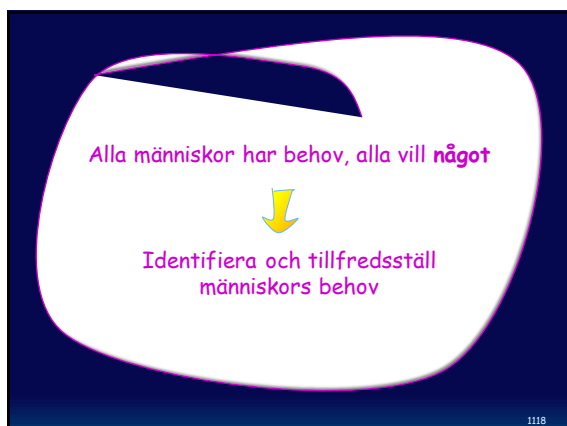 Alla människor har behov, alla vill något
Identifiera och tillfredsställ
människors behov
1118